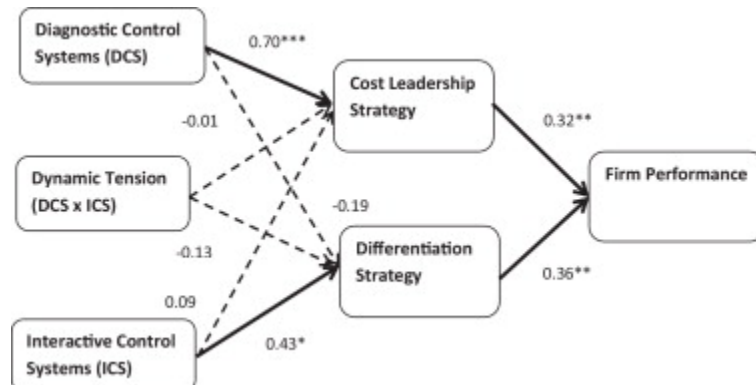 Diagnostic Control
Systems (DCS)
0.70***
Cost Leadership
Strategy
-0.01
0.32**
Dynamic Tension
(DCS x ICS)
Firm Performance
-0.19
-0.13
Differentiation
Strategy
0.36**
0.09
Interactive Control
Systems (ICS)
0.43*